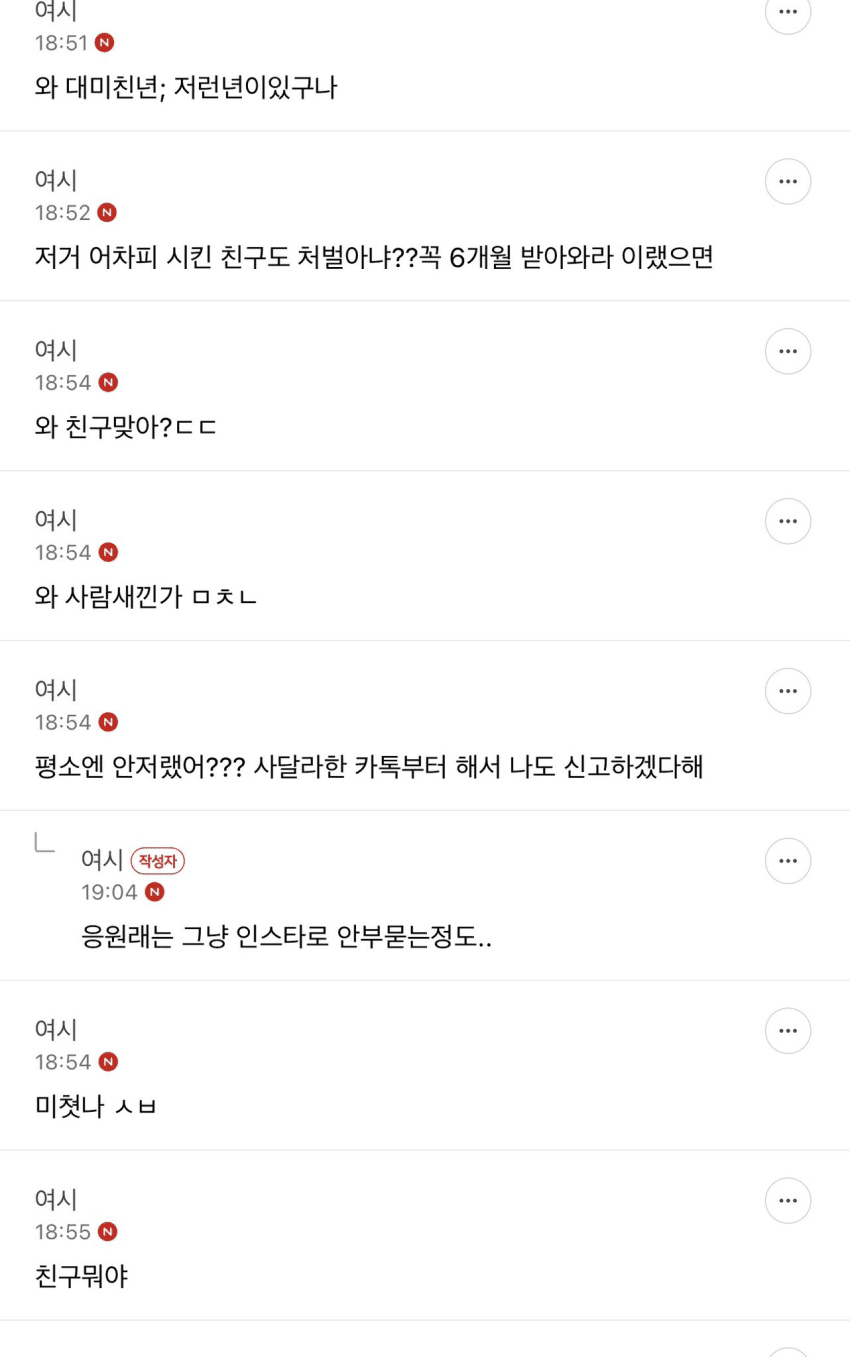 여시
18:51 N
와 대미친년; 저런년이있구나
여시
18:52 N
저거 어차피 시킨 친구도 처벌아냐??꼭 6개월 받아와라 이랬으면
여시
18:54 N
와 친구맞아?ㄷㄷ
여시
18:54 N
와 사람새낀가 ㅁㅊㄴ
여시
18:54 N
평소엔 안저랬어??? 사달라한 카톡부터 해서 나도 신고하겠다해
여시 작성자
19:04 N
응원래는 그냥 인스타로 안부묻는정도..
여시
18:54 N
미쳣나 ㅅㅂ
여시
18:55 N
친구뭐야